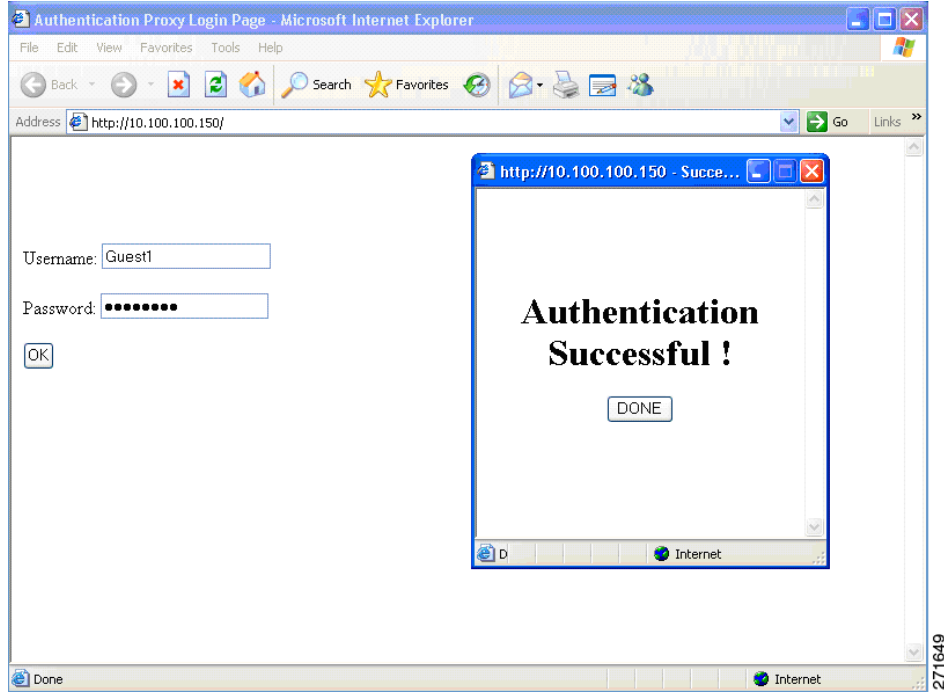 Authentication Proxy Login Page - Microsoft Internet Explorer
File Edit View Favorites Tools Help
Back Search Favorites
Address http://10.100.100.150/ Go Links »
http://10.100.100.150 - Succe...
Username: Guest1
Password: ●●●●●●●●
OK
Authentication
Successful !
DONE
D Internet
Done Internet
271649